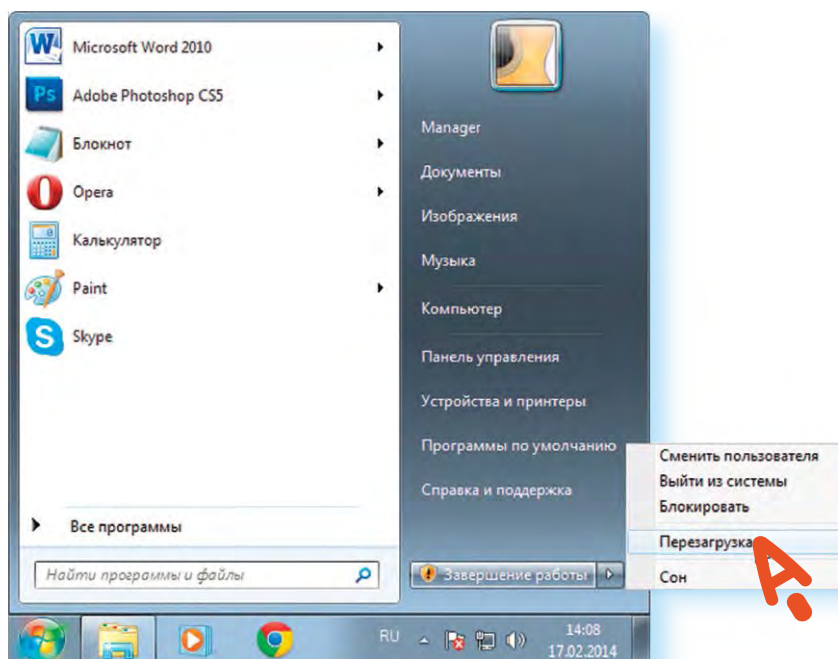 Microsoft Word 2010
Adobe Photoshop CS5
Блокнот
Opera
Калькулятор
Paint
Skype
Все программы
Найти программы и файлы
Manager
Документы
Изображения
Музыка
Компьютер
Панель управления
Устройства и принтеры
Программы по умолчанию
Справка и поддержка
Завершение работы
Сменить пользователя
Выйти из системы
Блокировать
Перезагрузка
Сон
RU
14:08
17.02.2014